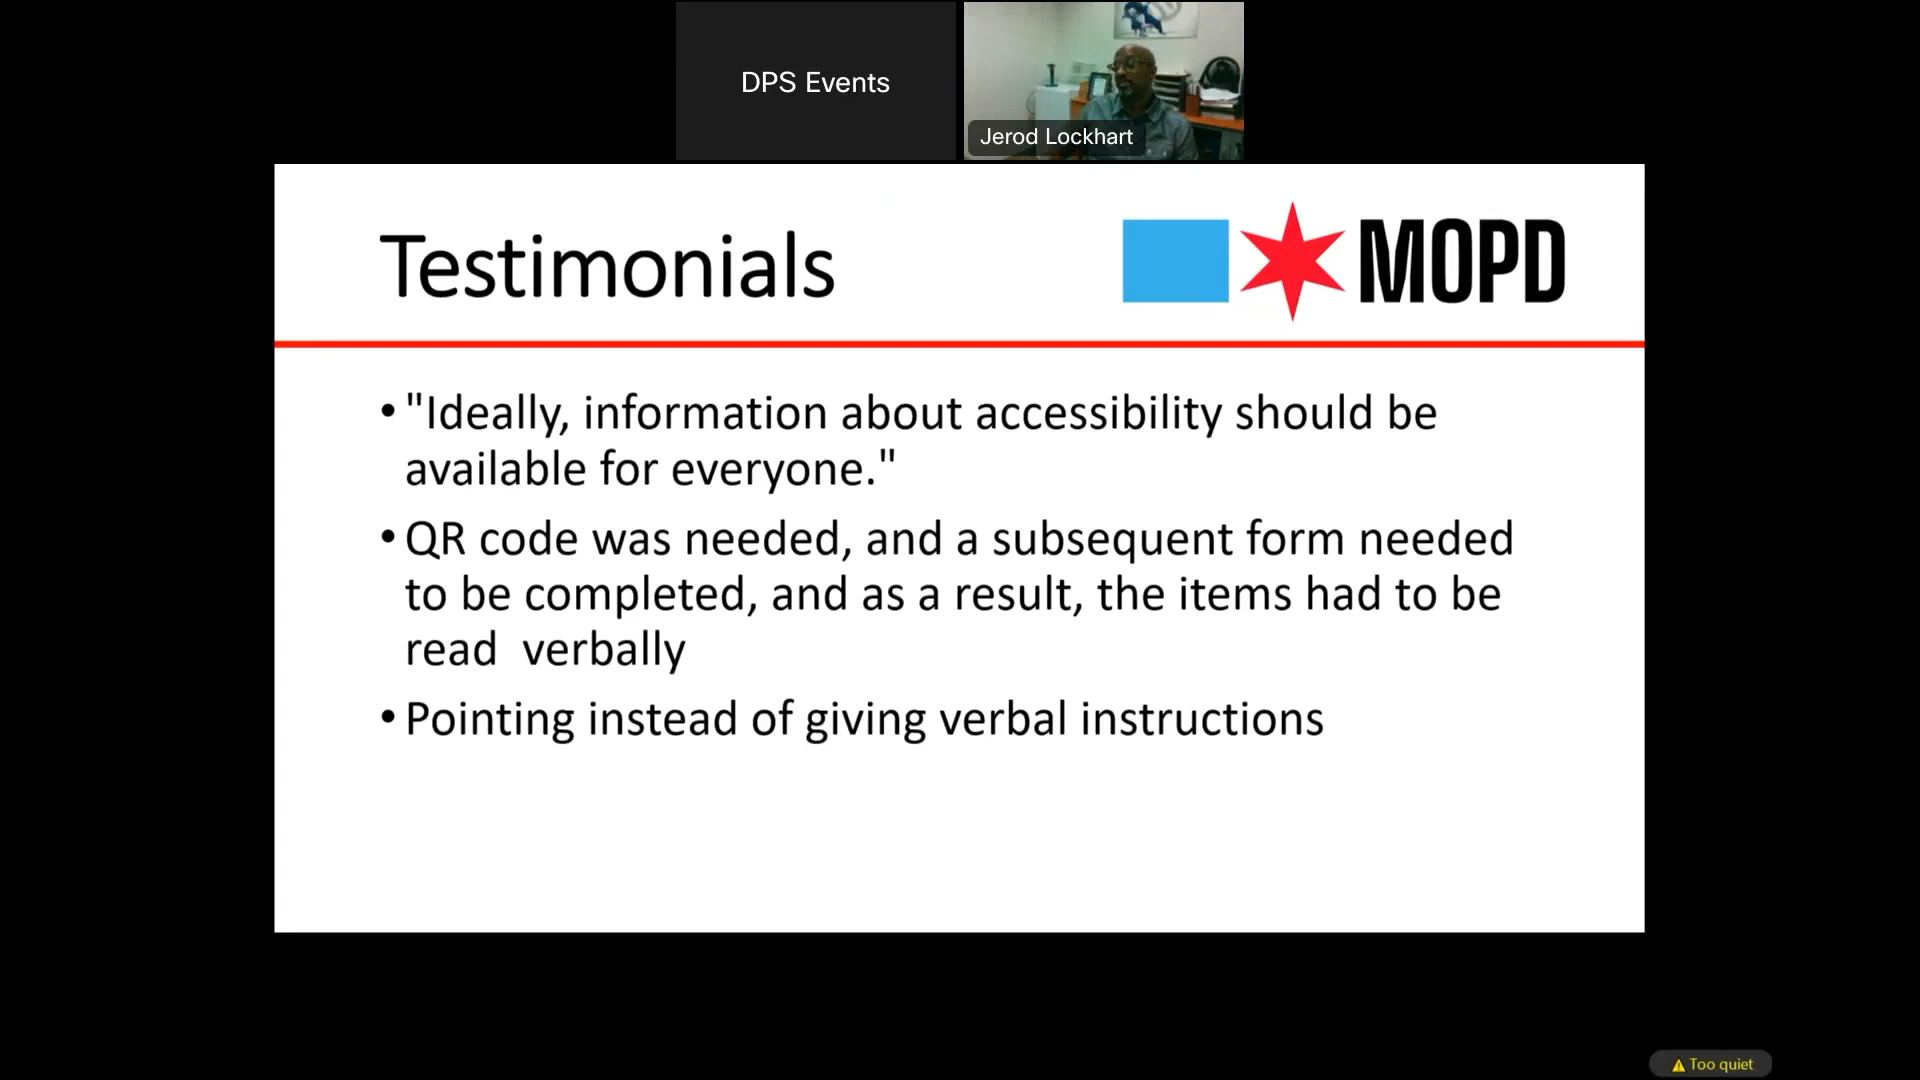 DPS Events
Jerod Lockhart
Testimonials
MOPD
• "Ideally, information about accessibility should be
available for everyone."
• QR code was needed, and a subsequent form needed
to be completed, and as a result, the items had to be
read  verbally
• Pointing instead of giving verbal instructions
Too quiet